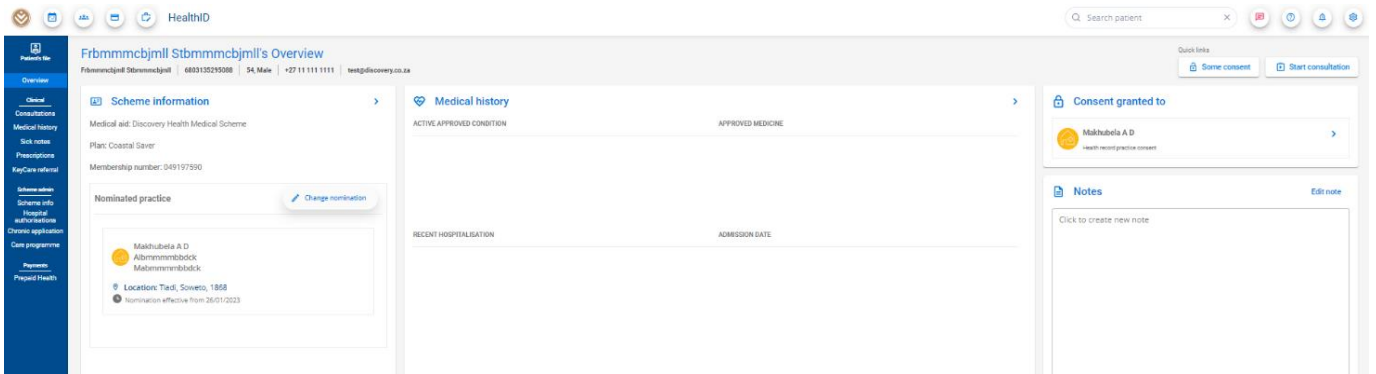 HealthID
Search patient
Patient's file
Overview
Clinical
Consultations
Medical history
Sick notes
Prescriptions
KeyCare referral
Scheme admin
Scheme info
Hospital
authorisations
Chronic application
Care programme
Payments
Prepaid Health
Frbmmmcbjmll Stbmmmcbjmll's Overview
Frbmmmcbjmll Stbmmmcbjmll 6803135295088 54, Male +27 11 111 1111 test@discovery.co.za
Quick links
Some consent
Start consultation
Scheme information
Medical aid: Discovery Health Medical Scheme
Plan: Coastal Saver
Membership number: 049197590
Nominated practice
Change nomination
Makhubela A D
Albmmmmbbdck
Mabmmmmbbdck
Location: Tladi, Soweto, 1868
Nomination effective from 26/01/2023
Medical history
ACTIVE APPROVED CONDITION APPROVED MEDICINE
RECENT HOSPITALISATION ADMISSION DATE
Consent granted to
Makhubela A D
Health record practice consent
Notes
Edit note
Click to create new note